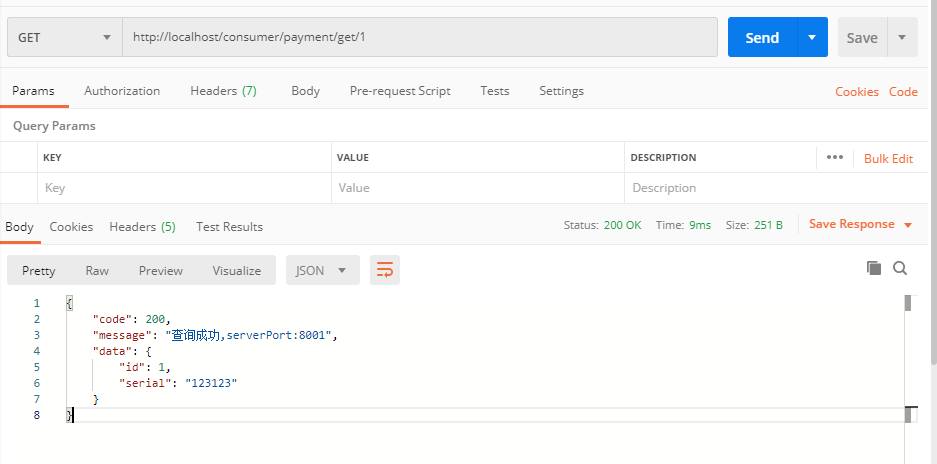 GET http://localhost/consumer/payment/get/1 Send Save
Params Authorization Headers (7) Body Pre-request Script Tests Settings Cookies Code
Query Params
KEY VALUE DESCRIPTION ••• Bulk Edit
Key Value Description
Body Cookies Headers (5) Test Results Status: 200 OK Time: 9ms Size: 251 B Save Response
Pretty Raw Preview Visualize JSON
1 {
2 "code": 200,
3 "message": "查询成功,serverPort:8001",
4 "data": {
5 "id": 1,
6 "serial": "123123"
7 }
8 }